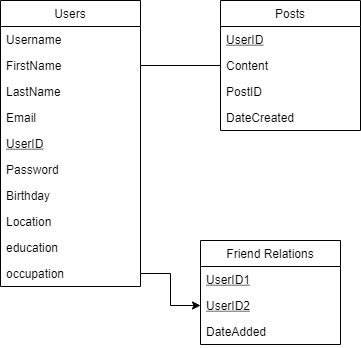 Users
Username
FirstName
LastName
Email
UserID
Password
Birthday
Location
education
occupation
Posts
UserID
Content
PostID
DateCreated
Friend Relations
UserID1
UserID2
DateAdded